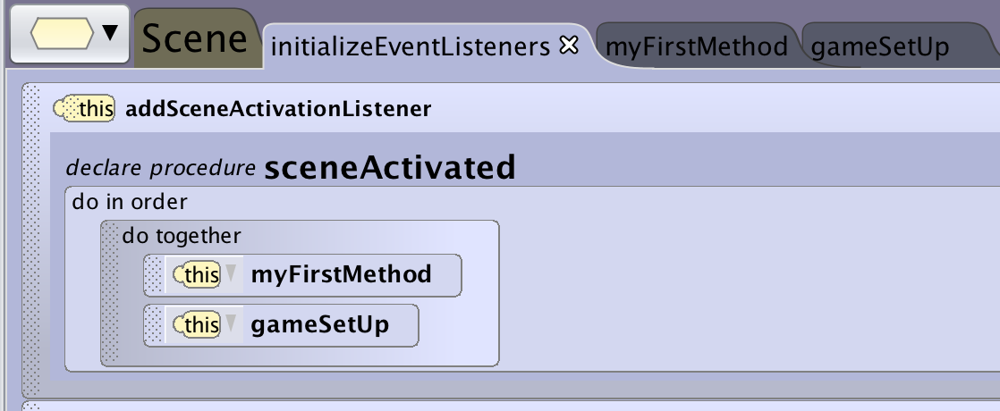 Scene initializeEventListeners myFirstMethod gameSetUp
this addSceneActivationListener
declare procedure sceneActivated
do in order
do together
this myFirstMethod
this gameSetUp